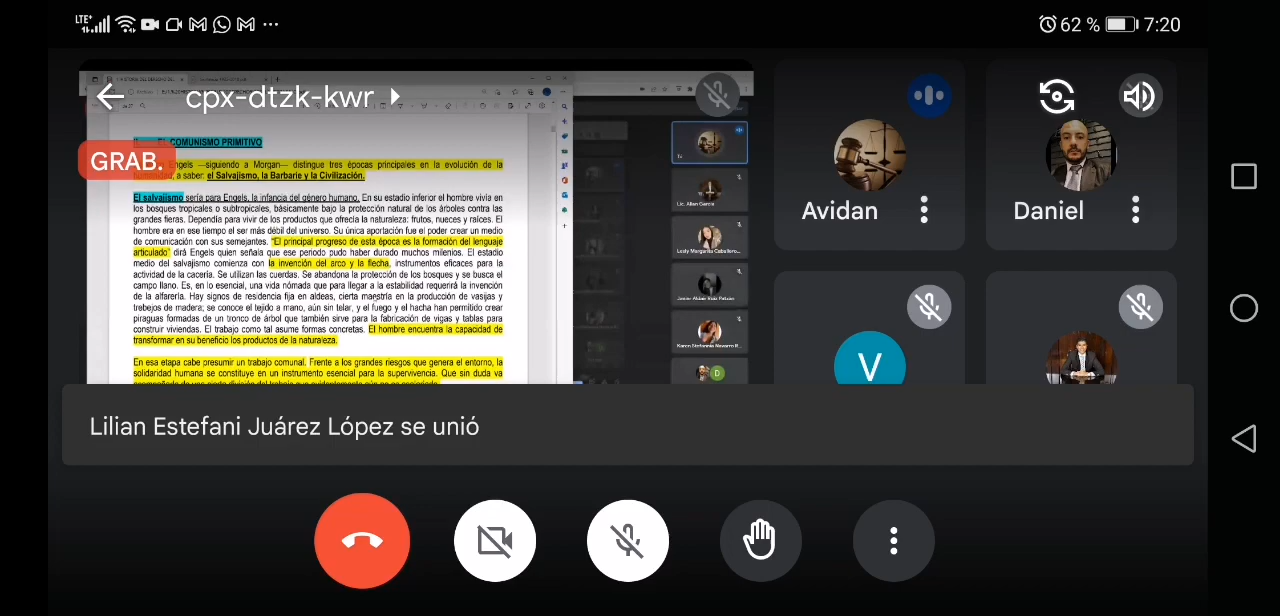 LTE+
62 % 7:20
cpx-dtzk-kwr
GRAB.
EL COMUNISMO PRIMITIVO
Engels —siguiendo a Morgan— distingue tres épocas principales en la evolución de la
a saber: el Salvajismo, la Barbarie y la Civilización.
El salvajismo sería para Engels, la infancia del género humano. En su estadio inferior el hombre vivía en
los bosques tropicales o subtropicales, básicamente bajo la protección natural de los árboles contra las
grandes fieras. Dependía para vivir de los productos que ofrecía la naturaleza: frutos, nueces y raíces. El
hombre era en ese tiempo el ser más débil del universo. Su única aportación fue el poder crear un medio
de comunicación con sus semejantes. "El principal progreso de esta época es la formación del lenguaje
articulado" dirá Engels quien señala que ese periodo pudo haber durado muchos milenios. El estadio
medio del salvajismo comienza con la invención del arco y la flecha, instrumentos eficaces para la
actividad de la cacería. Se utilizan las cuerdas. Se abandona la protección de los bosques y se busca el
campo llano. Es, en lo esencial, una vida nómada que para llegar a la estabilidad requerirá la invención
de la alfarería. Hay signos de residencia fija en aldeas, cierta maestría en la producción de vasijas y
trebejos de madera; se conoce el tejido a mano, aún sin telar, y el fuego y el hacha han permitido crear
piraguas formadas de un tronco de árbol que también sirve para la fabricación de vigas y tablas para
construir viviendas. El trabajo como tal asume formas concretas. El hombre encuentra la capacidad de
transformar en su beneficio los productos de la naturaleza.
En esa etapa cabe presumir un trabajo comunal. Frente a los grandes riesgos que genera el entorno, la
solidaridad humana se constituye en un instrumento esencial para la supervivencia. Que sin duda va
Tú
Lic. Allan García
Lesly Margarita Caballero...
Javier Aldair Ruiz
Karen Stefannia Navarro R...
D
Avidan
Daniel
V
Lilian Estefani Juárez López se unió